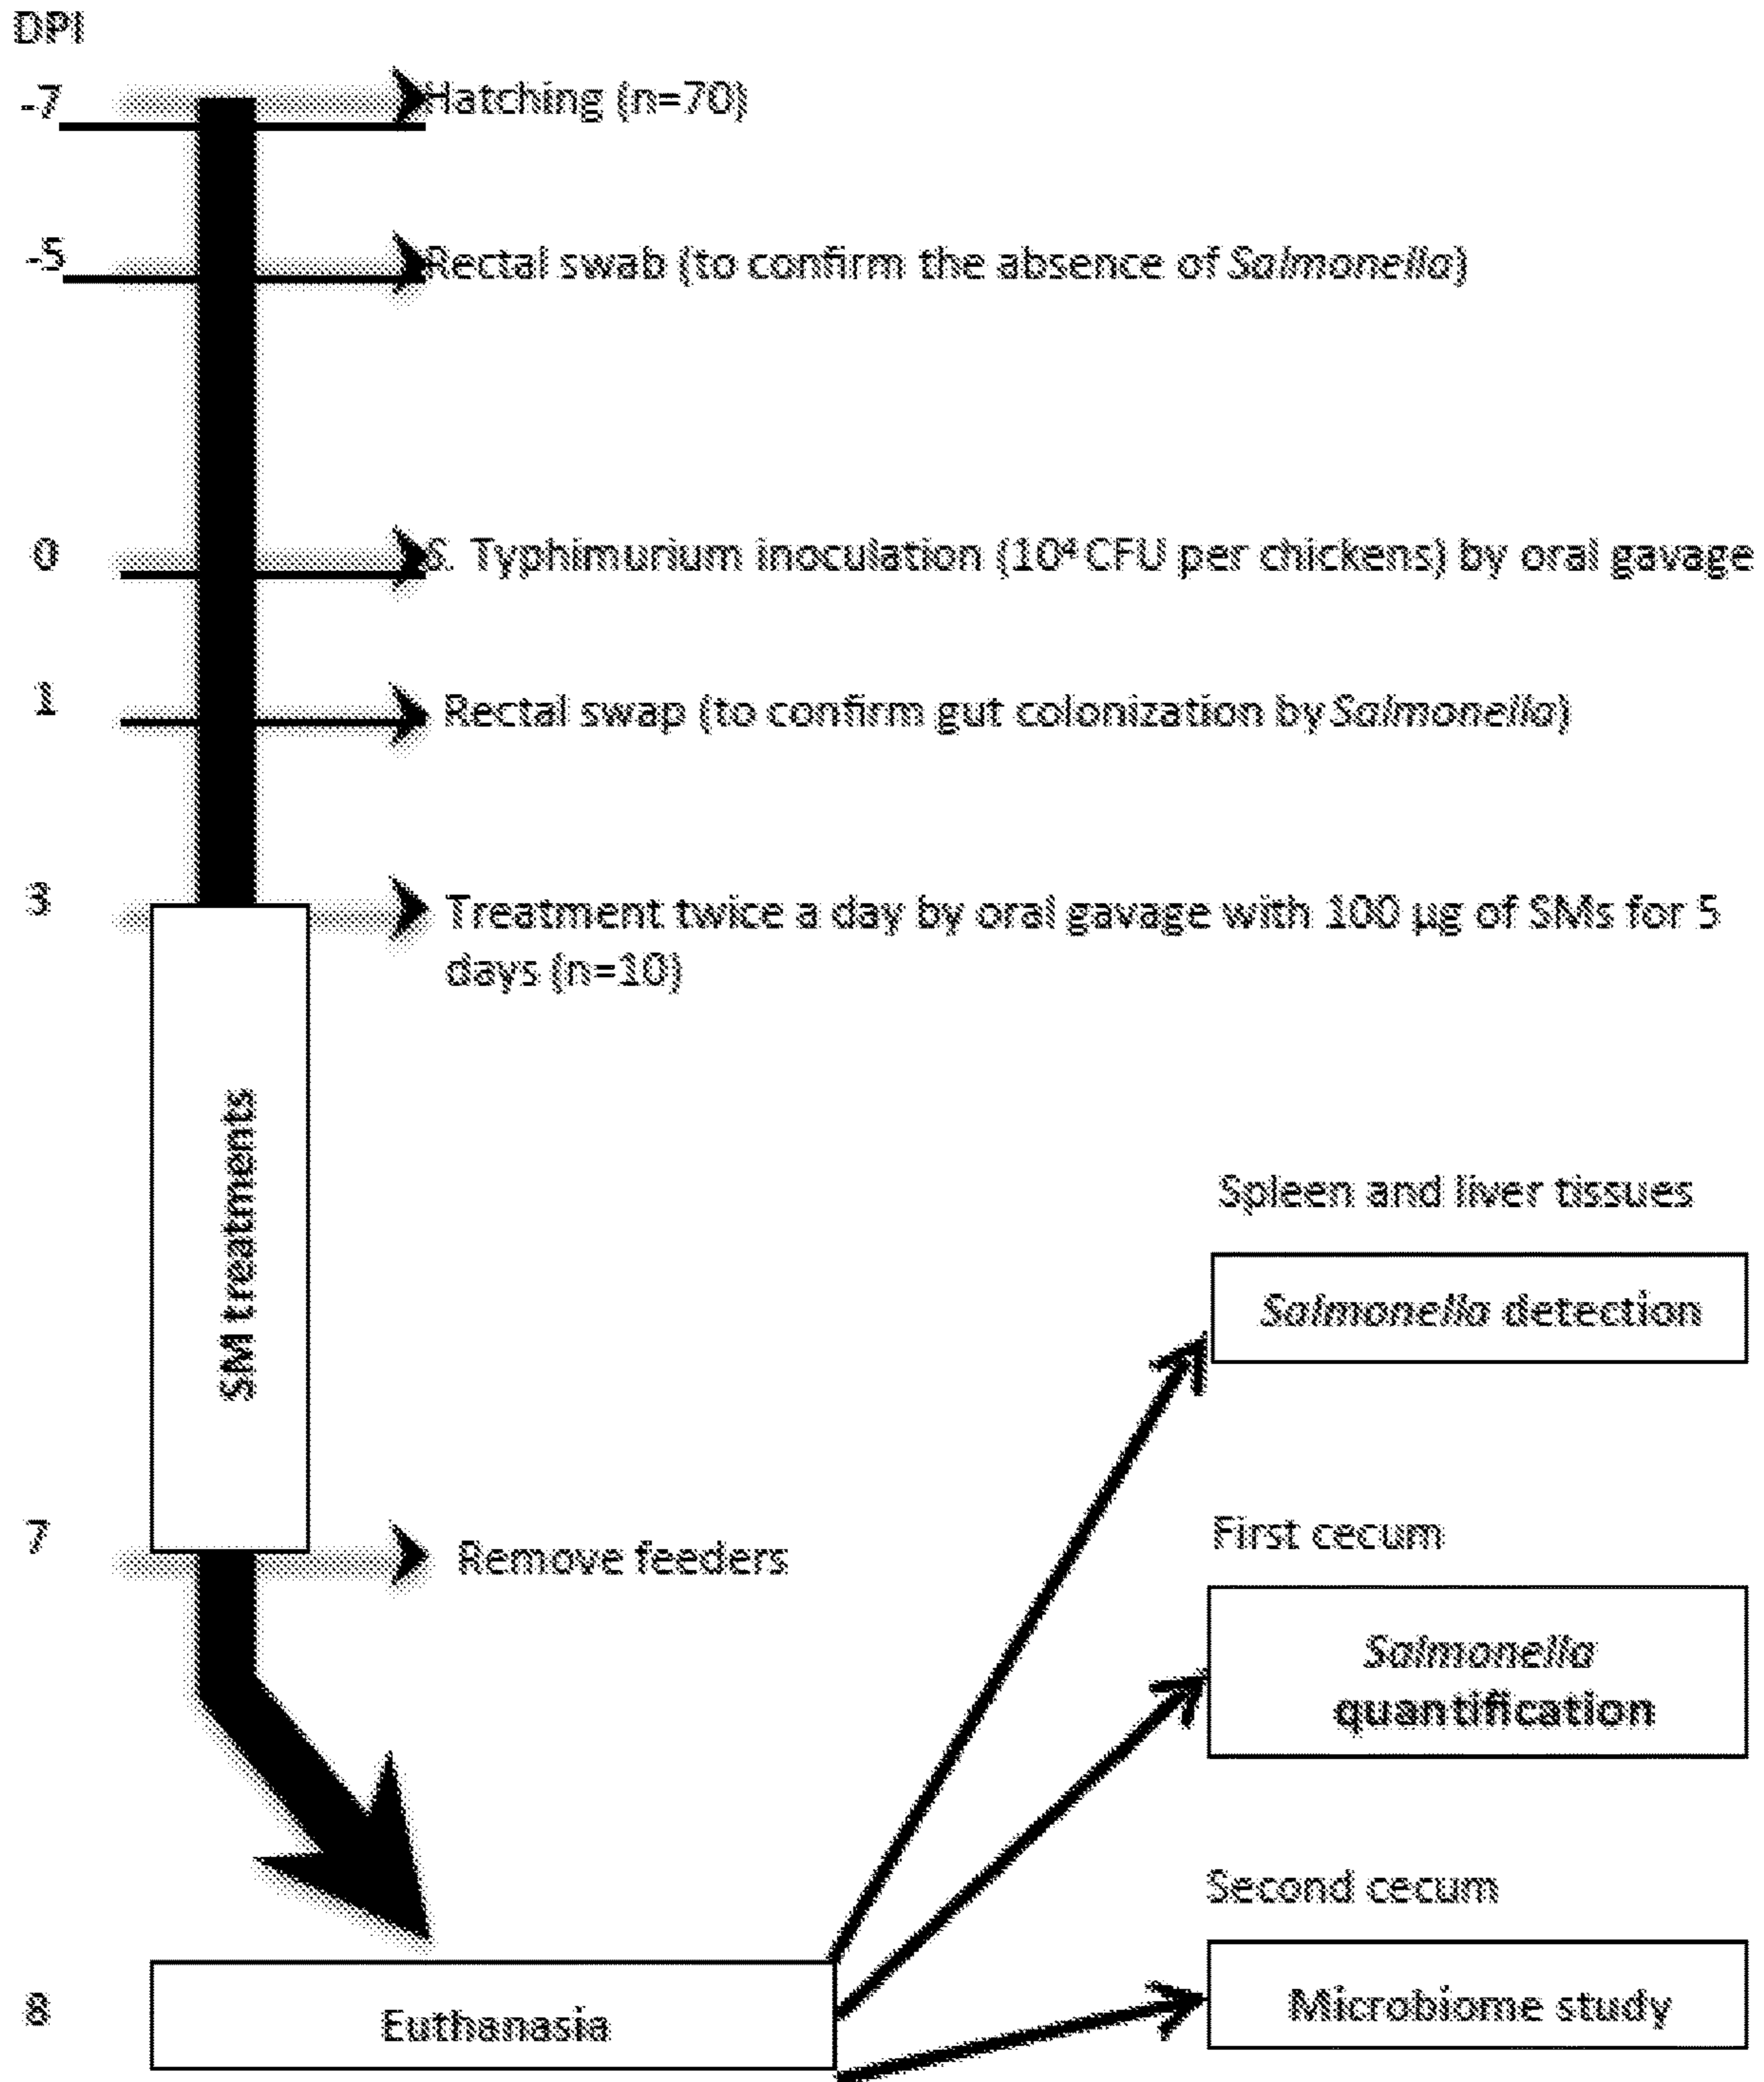 DPI
-7
Hatching (n=70)
-5
Rectal swab (to confirm the absence of Salmonella)
0
S. Typhimurium inoculation (10⁴ CFU per chickens) by oral gavage
1
Rectal swap (to confirm gut colonization by Salmonella)
3
Treatment twice a day by oral gavage with 100 µg of SMs for 5
days (n=10)
SM treatments
Spleen and liver tissues
Salmonella detection
7
Remove feeders
First cecum
Salmonella
quantification
Second cecum
8
Euthanasia
Microbiome study